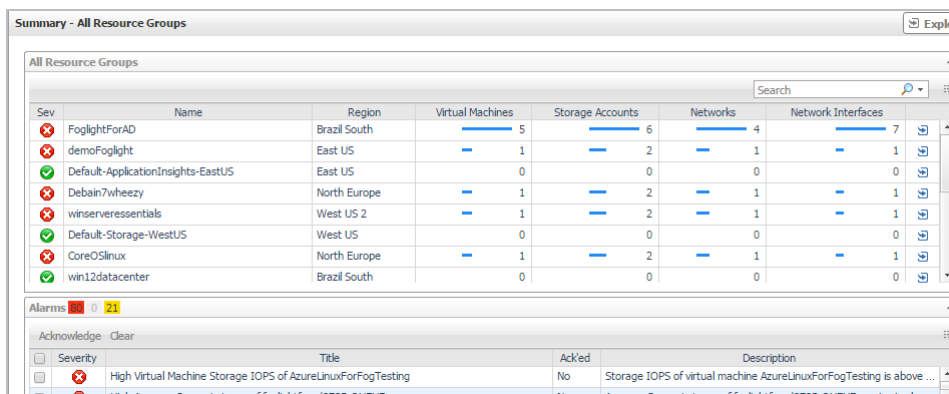 Summary - All Resource Groups
Explo
All Resource Groups
Search
Sev Name Region Virtual Machines Storage Accounts Networks Network Interfaces
FoglightForAD Brazil South 5 6 4 7
demoFoglight East US 1 2 1 1
Default-ApplicationInsights-EastUS East US 0 0 0 0
Debain7wheezy North Europe 1 2 1 1
winserveressentials West US 2 1 2 1 1
Default-Storage-WestUS West US 0 0 0 0
CoreOSlinux North Europe 1 2 1 1
win12datacenter Brazil South 0 0 0 0
Alarms 80 0 21
Acknowledge Clear
Severity Title Ack'ed Description
High Virtual Machine Storage IOPS of AzureLinuxForFogTesting No Storage IOPS of virtual machine AzureLinuxForFogTesting is above ...